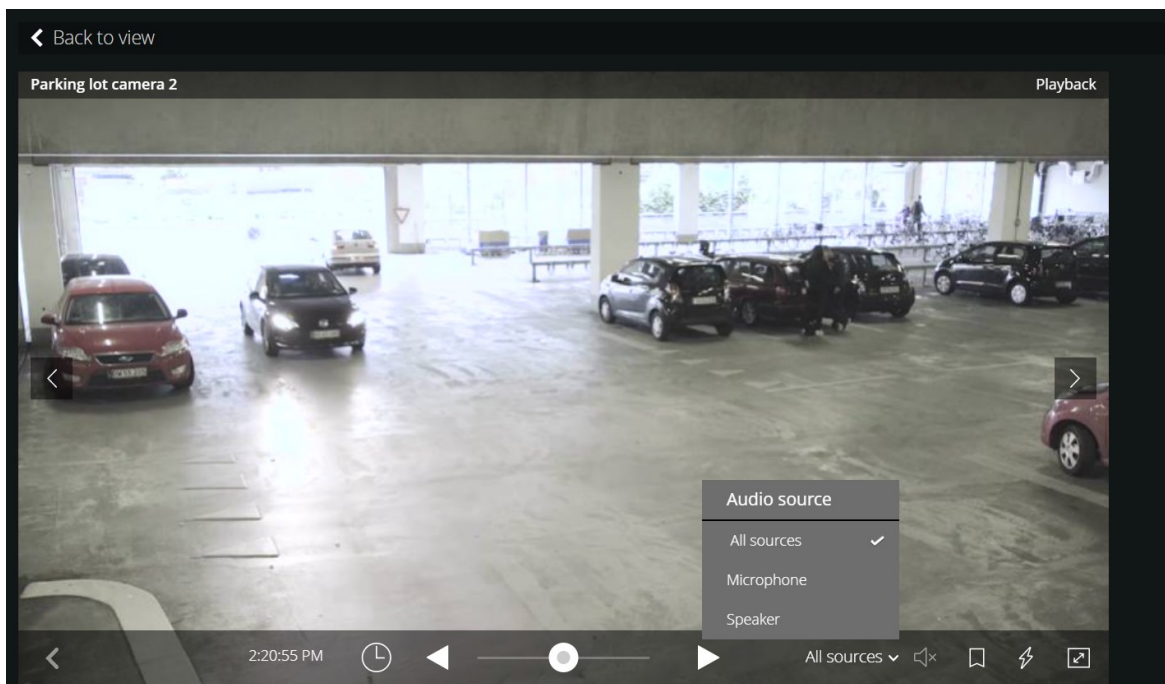 Back to view
Parking lot camera 2
Playback
Audio source
All sources
Microphone
Speaker
2:20:55 PM
All sources